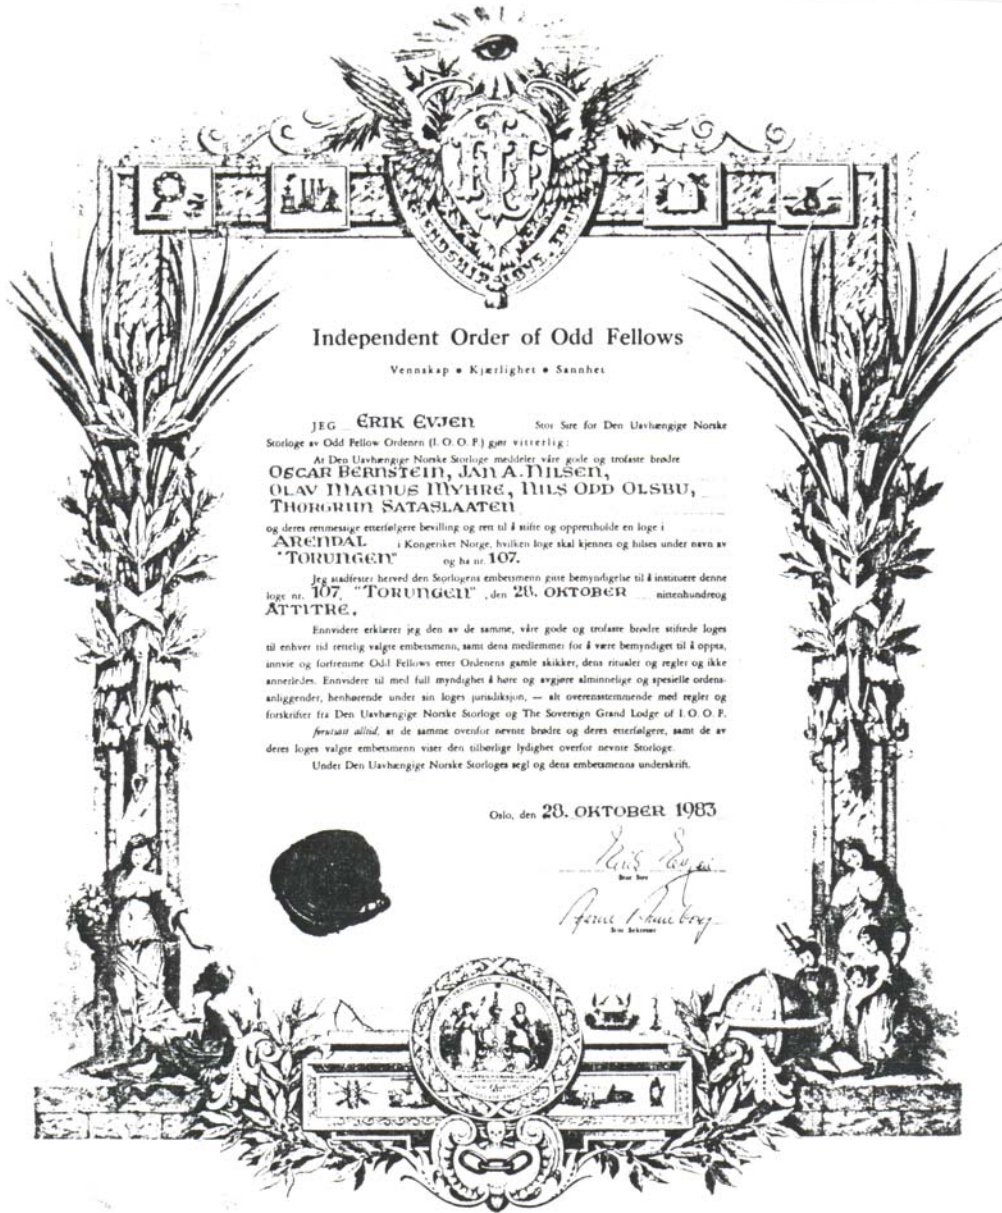 FRIENDSHIP LOVE TRU
Independent Order of Odd Fellows
Vennskap • Kjærlighet • Sannhet
JEG ERIK EVJEN Stor Sire for Den Uavhængige Norske
Storloge av Odd Fellow Ordenen (I. O. O. F.) gjør vitterlig:
At Den Uavhængige Norske Storloge meddeler våre gode og trofaste brødre
OSCAR BERNSTEIN, JAN A. NILSEN,
OLAV MAGNUS MYHRE, NILS ODD OLSBU,
THORGRIM SATASLAATEN
og deres rettmessige etterfølgere bevilling og rett til å stifte og opprettholde en loge i
ARENDAL i Kongeriket Norge, hvilken loge skal kjennes og hilses under navn av
"TORUNGEN" og ha nr. 107.
Jeg stadfester herved den Storlogens embetsmenn gitte bemyndigelse til å instituere denne
loge nr. 107, "TORUNGEN", den 28. OKTOBER nittenhundreog
ATTITRE.
Ennvidere erklærer jeg den av de samme, våre gode og trofaste brødre stiftede loges
til enhver tid rettelig valgte embetsmenn, samt dens medlemmer for å være bemyndiget til å oppta,
innvie og forfremme Odd Fellows etter Ordenens gamle skikker, dens ritualer og regler og ikke
annerledes. Ennvidere til med full myndighet å høre og avgjøre alminnelige og spesielle ordens-
anliggender, henhørende under sin loges jurisdiksjon, — alt overensstemmende med regler og
forskrifter fra Den Uavhængige Norske Storloge og The Sovereign Grand Lodge of I. O. O. F.
forutsatt alltid, at de samme ovenfor nevnte brødre og deres etterfølgere, samt de av
deres loges valgte embetsmenn viser den tilbørlige lydighet overfor nevnte Storloge.
Under Den Uavhængige Norske Storloges segl og dens embetsmenns underskrift.
Oslo, den 28. OKTOBER 1983
Erik Evjen
Stor Sire
Stor Sekretær